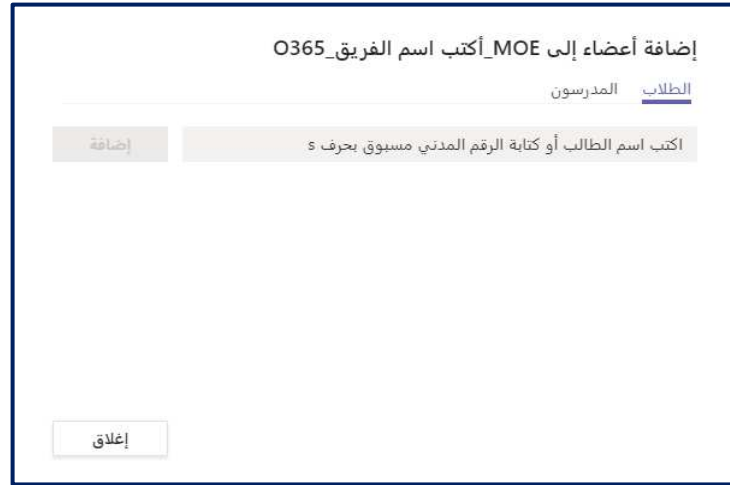 إضافة أعضاء إلى MOE_أكتب اسم الفريق_O365
الطلاب المدرسون
اكتب اسم الطالب أو كتابة الرقم المدني مسبوق بحرف s إضافة
إغلاق